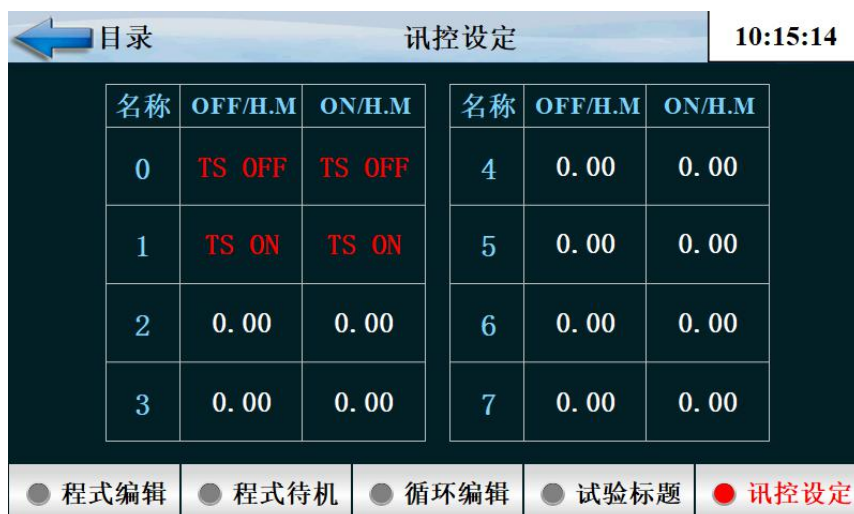 目录 讯控设定 10:15:14
名称 OFF/H.M ON/H.M 名称 OFF/H.M ON/H.M
0 TS OFF TS OFF 4 0.00 0.00
1 TS ON TS ON 5 0.00 0.00
2 0.00 0.00 6 0.00 0.00
3 0.00 0.00 7 0.00 0.00
程式编辑 程式待机 循环编辑 试验标题 讯控设定